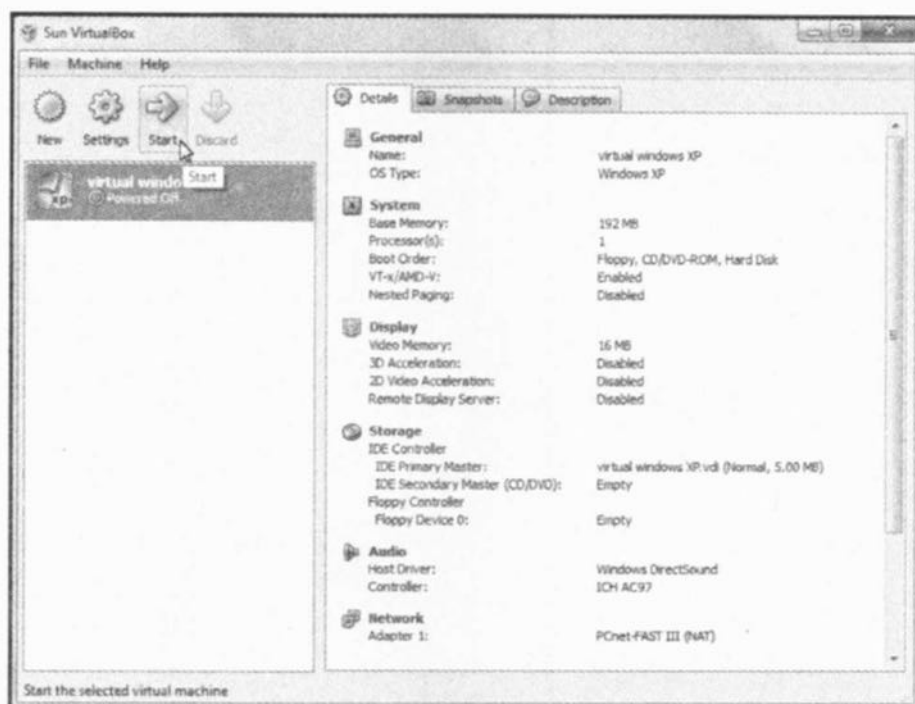 Sun VirtualBox
File Machine Help
New Settings Start Discard
Start
virtual windo
Powered Off
xp
Details Snapshots Description
General
Name: virtual windows XP
OS Type: Windows XP
System
Base Memory: 192 MB
Processor(s): 1
Boot Order: Floppy, CD/DVD-ROM, Hard Disk
VT-x/AMD-V: Enabled
Nested Paging: Disabled
Display
Video Memory: 16 MB
3D Acceleration: Disabled
2D Video Acceleration: Disabled
Remote Display Server: Disabled
Storage
IDE Controller
IDE Primary Master: virtual windows XP.vdi (Normal, 5.00 MB)
IDE Secondary Master (CD/DVD): Empty
Floppy Controller
Floppy Device 0: Empty
Audio
Host Driver: Windows DirectSound
Controller: ICH AC97
Network
Adapter 1: PCnet-FAST III (NAT)
Start the selected virtual machine